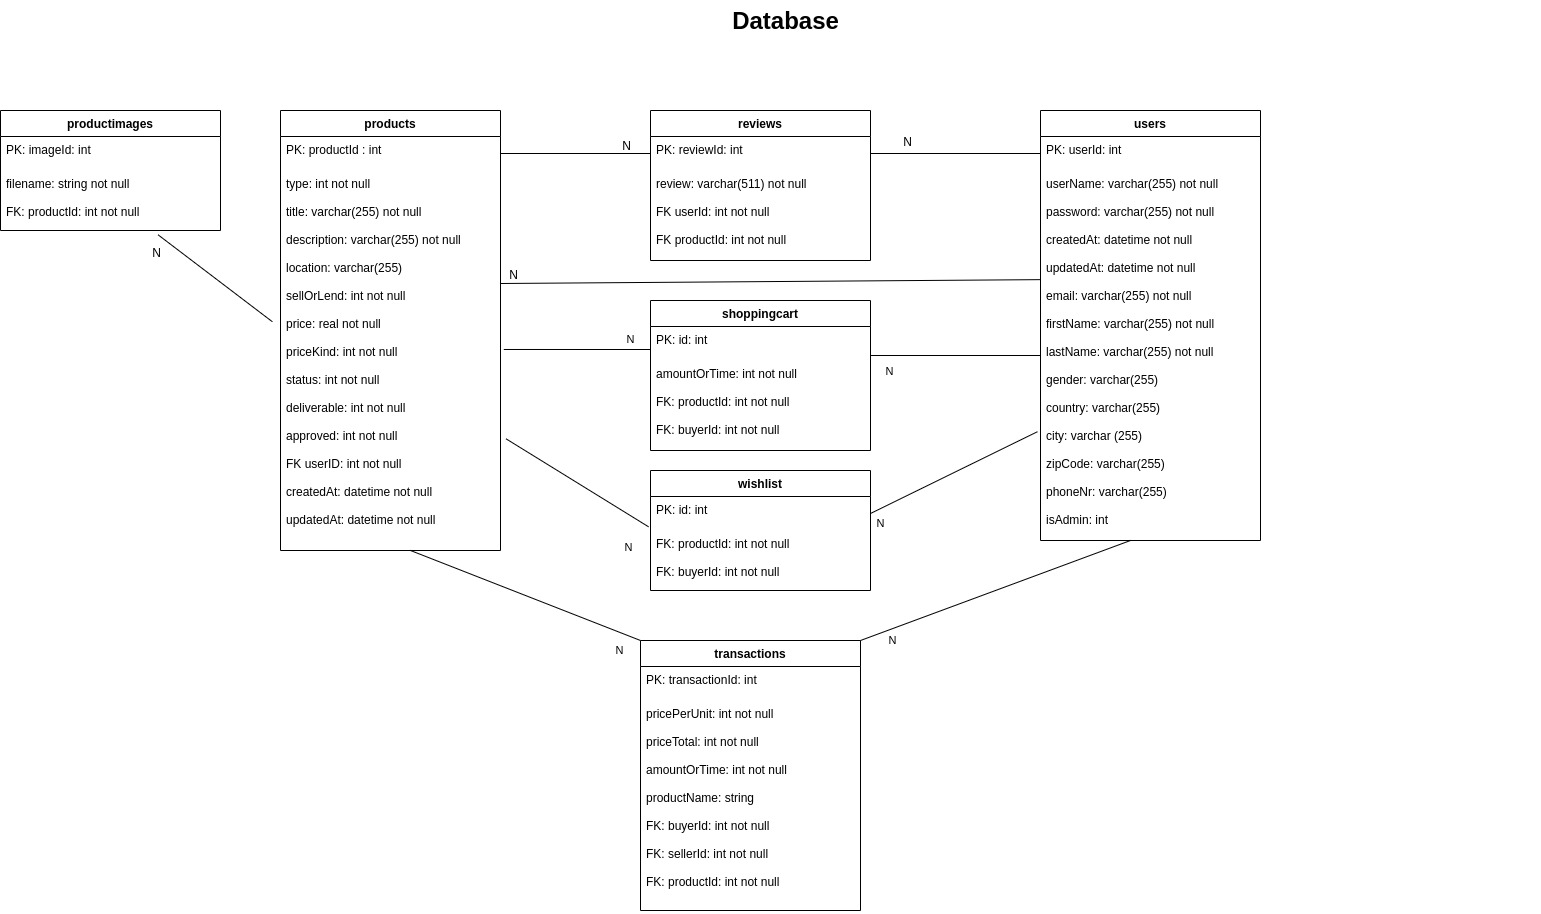 Database
productimages
PK: imageId: int
filename: string not null
FK: productId: int not null
N
products
PK: productId : int
type: int not null
title: varchar(255) not null
description: varchar(255) not null
location: varchar(255)
sellOrLend: int not null
price: real not null
priceKind: int not null
status: int not null
deliverable: int not null
approved: int not null
FK userID: int not null
createdAt: datetime not null
updatedAt: datetime not null
N
N
reviews
PK: reviewId: int
review: varchar(511) not null
FK userId: int not null
FK productId: int not null
N
N
shoppingcart
PK: id: int
amountOrTime: int not null
FK: productId: int not null
FK: buyerId: int not null
N
N
wishlist
PK: id: int
FK: productId: int not null
FK: buyerId: int not null
N
users
PK: userId: int
userName: varchar(255) not null
password: varchar(255) not null
createdAt: datetime not null
updatedAt: datetime not null
email: varchar(255) not null
firstName: varchar(255) not null
lastName: varchar(255) not null
gender: varchar(255)
country: varchar(255)
city: varchar (255)
zipCode: varchar(255)
phoneNr: varchar(255)
isAdmin: int
N
N
transactions
PK: transactionId: int
pricePerUnit: int not null
priceTotal: int not null
amountOrTime: int not null
productName: string
FK: buyerId: int not null
FK: sellerId: int not null
FK: productId: int not null